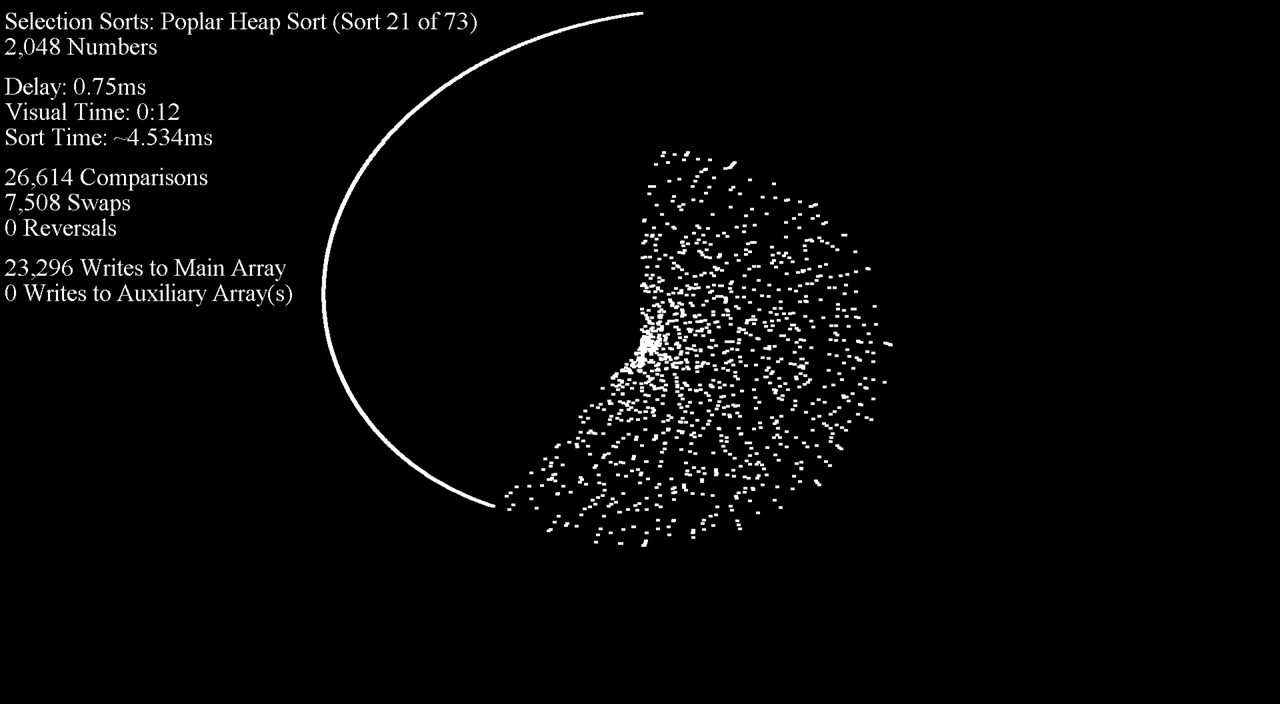 Selection Sorts: Poplar Heap Sort (Sort 21 of 73)
2,048 Numbers
Delay: 0.75ms
Visual Time: 0:12
Sort Time: ~4.534ms
26,614 Comparisons
7,508 Swaps
0 Reversals
23,296 Writes to Main Array
0 Writes to Auxiliary Array(s)